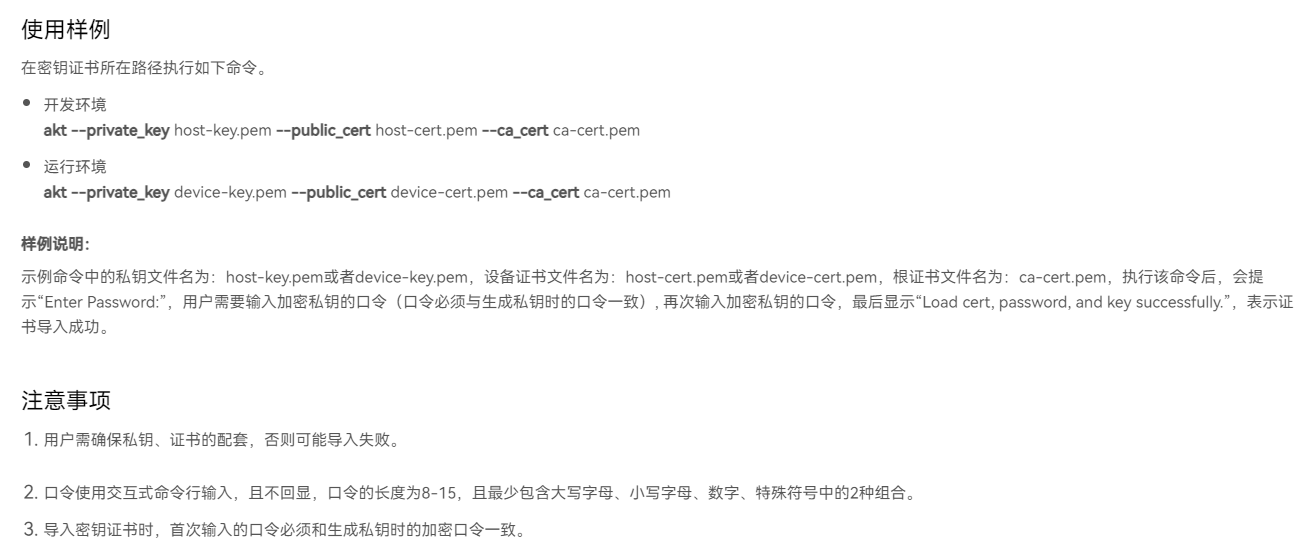 使用样例
在密钥证书所在路径执行如下命令。
● 开发环境
akt --private_key host-key.pem --public_cert host-cert.pem --ca_cert ca-cert.pem
● 运行环境
akt --private_key device-key.pem --public_cert device-cert.pem --ca_cert ca-cert.pem
样例说明：
示例命令中的私钥文件名为：host-key.pem或者device-key.pem，设备证书文件名为：host-cert.pem或者device-cert.pem，根证书文件名为：ca-cert.pem，执行该命令后，会提
示“Enter Password:”，用户需要输入加密私钥的口令（口令必须与生成私钥时的口令一致）, 再次输入加密私钥的口令，最后显示“Load cert, password, and key successfully.”，表示证
书导入成功。
注意事项
1. 用户需确保私钥、证书的配套，否则可能导入失败。
2. 口令使用交互式命令行输入，且不回显，口令的长度为8-15，且最少包含大写字母、小写字母、数字、特殊符号中的2种组合。
3. 导入密钥证书时，首次输入的口令必须和生成私钥时的加密口令一致。